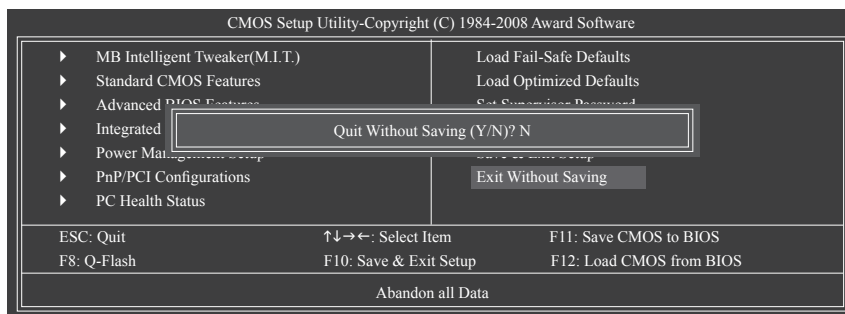 CMOS Setup Utility-Copyright (C) 1984-2008 Award Software
MB Intelligent Tweaker(M.I.T.)
Standard CMOS Features
Advanced
Integrated
Power
PnP/PCI Configurations
PC Health Status
Load Fail-Safe Defaults
Load Optimized Defaults
Exit Without Saving
Quit Without Saving (Y/N)? N
ESC: Quit ↑↓→←: Select Item F11: Save CMOS to BIOS
F8: Q-Flash F10: Save & Exit Setup F12: Load CMOS from BIOS
Abandon all Data